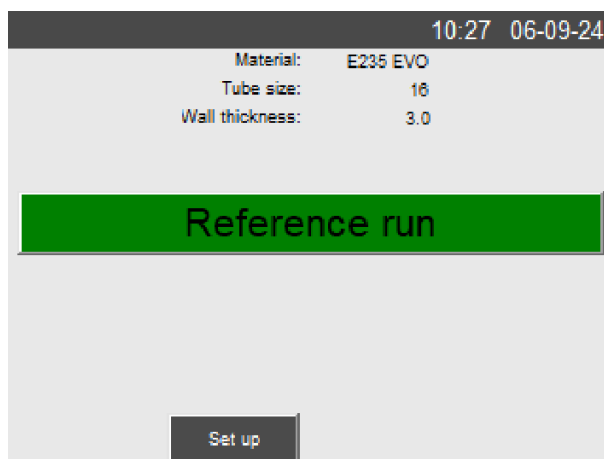 10:27 06-09-24
Material: E235 EVO
Tube size: 16
Wall thickness: 3.0
Reference run
Set up